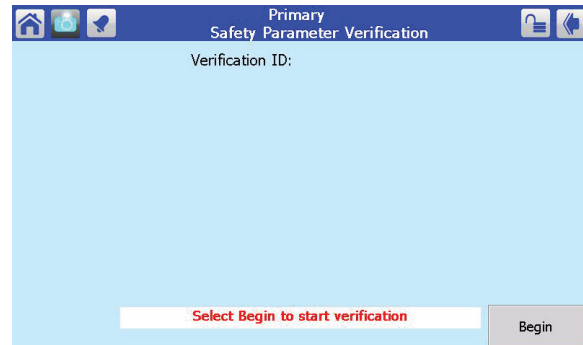 Primary
Safety Parameter Verification
Verification ID:
Select Begin to start verification
Begin